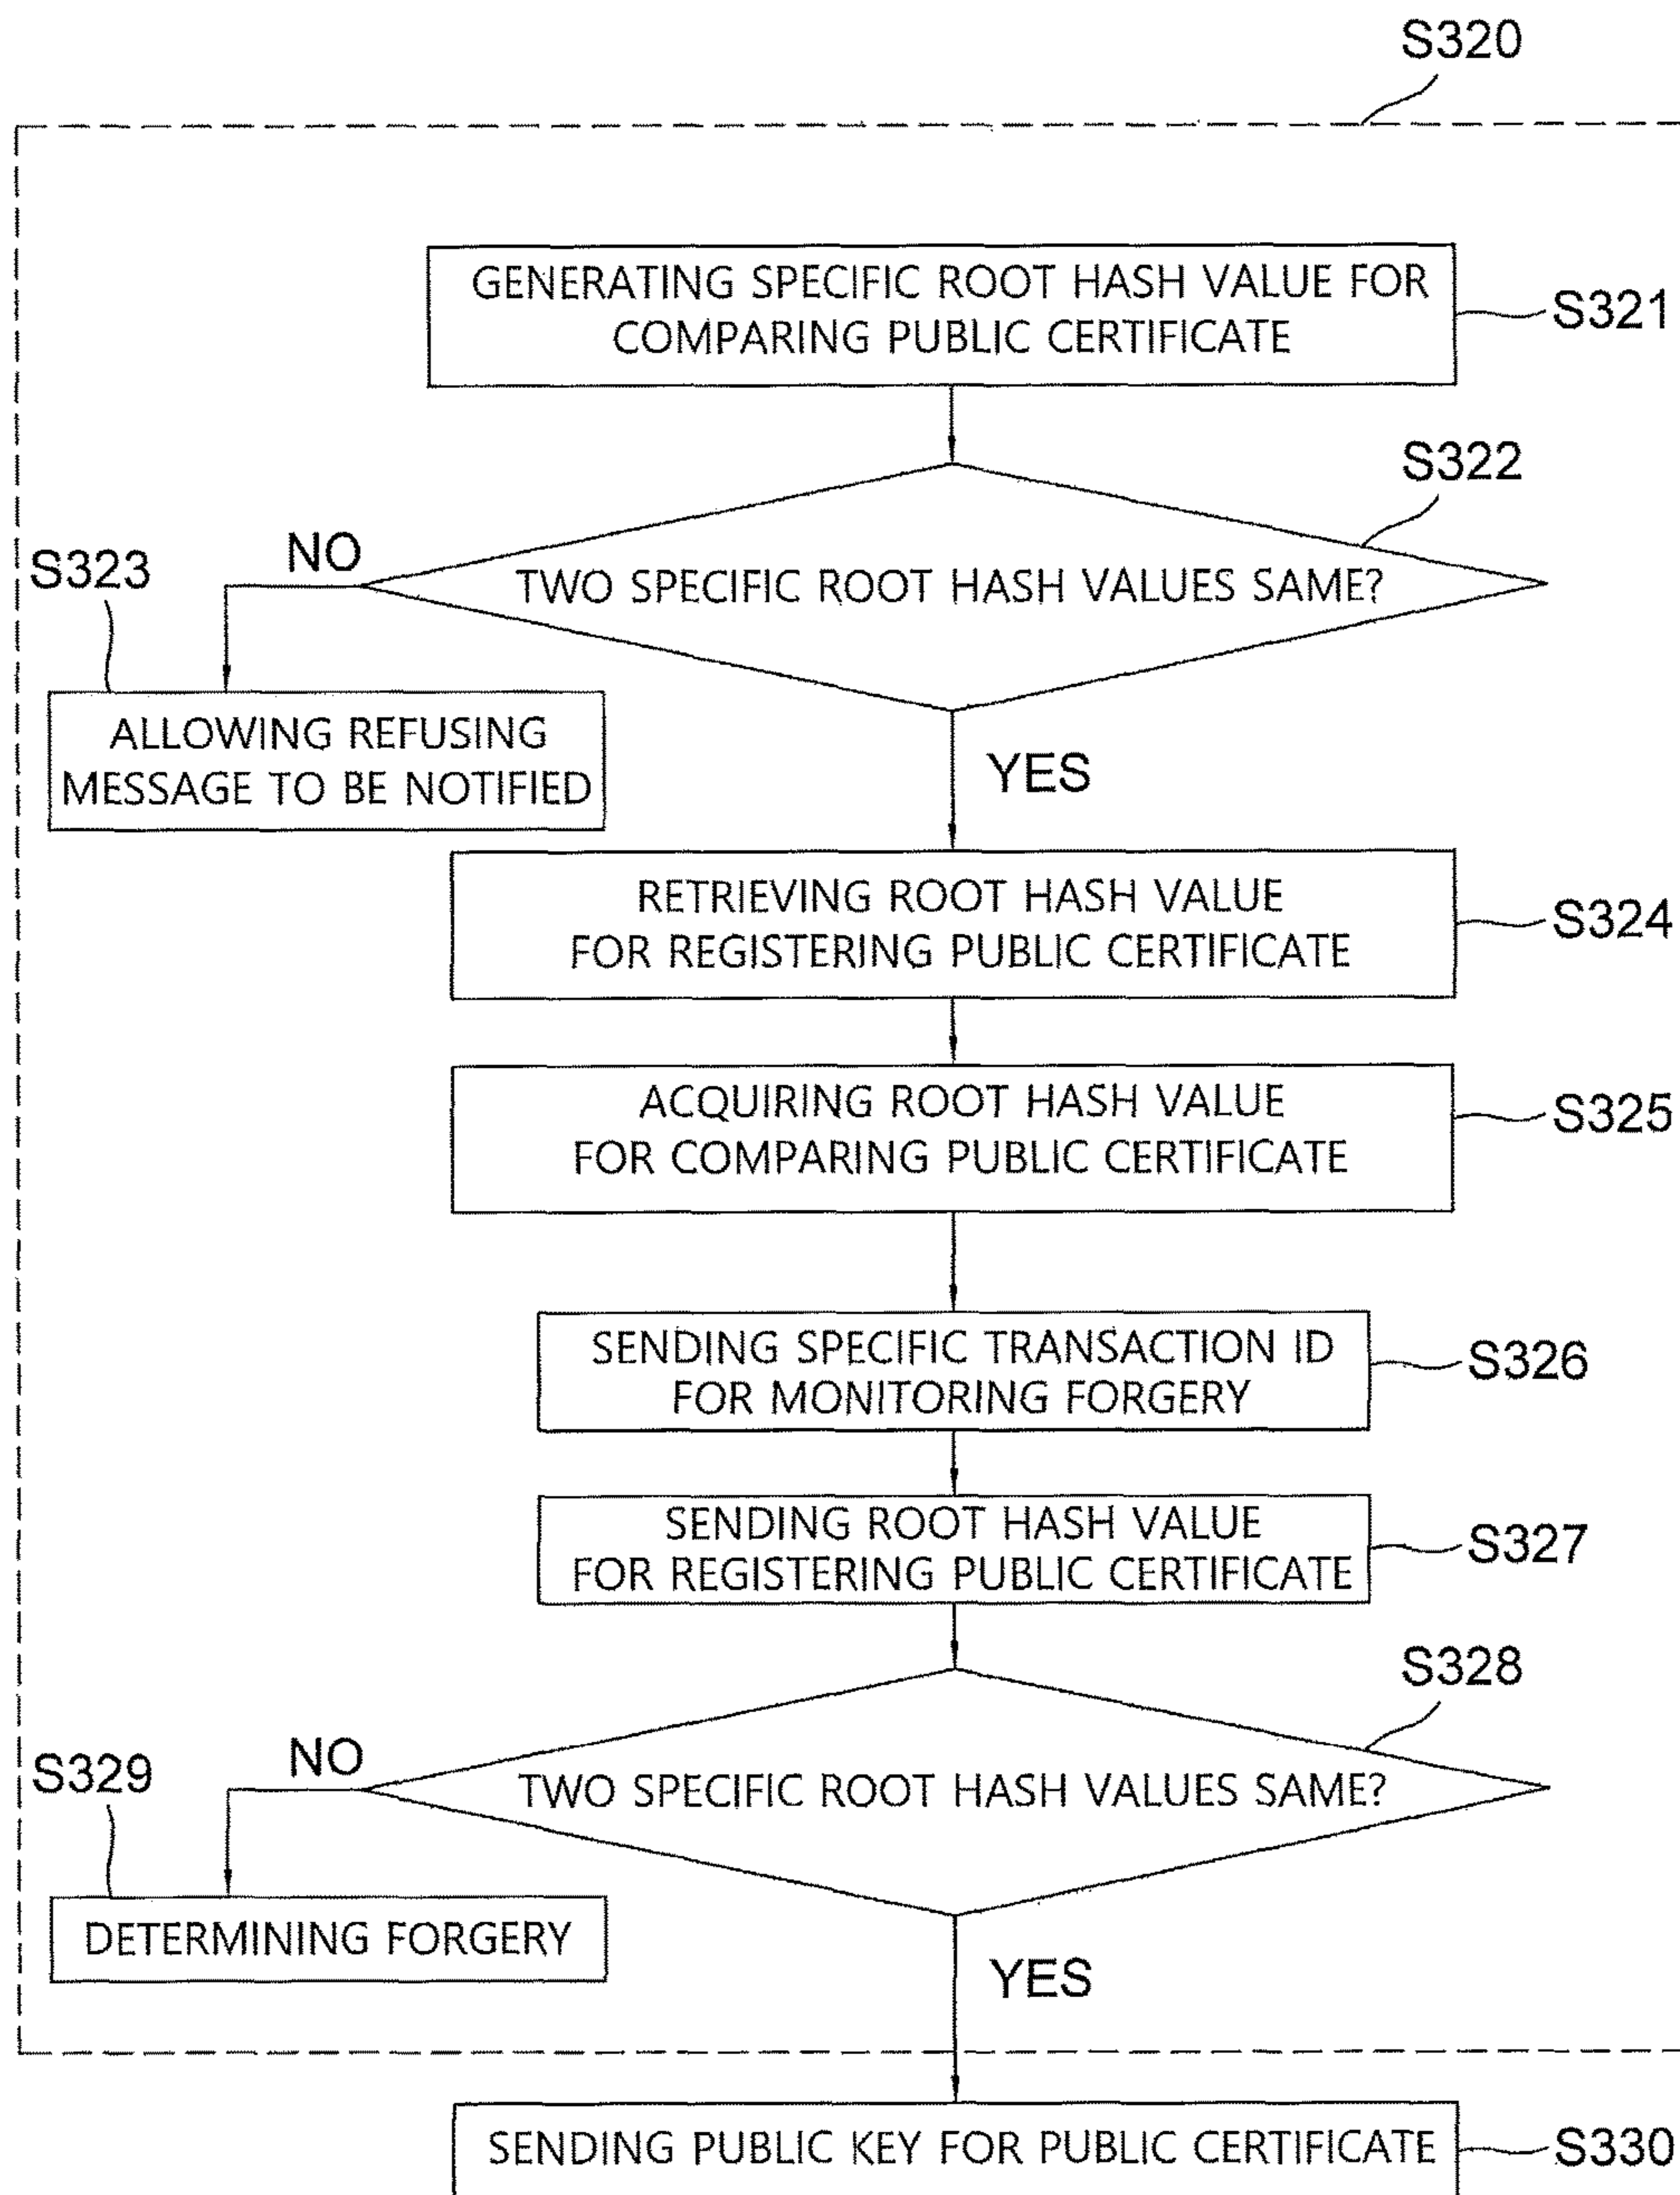 S320
GENERATING SPECIFIC ROOT HASH VALUE FOR
COMPARING PUBLIC CERTIFICATE
S321
S322
TWO SPECIFIC ROOT HASH VALUES SAME?
NO
S323
ALLOWING REFUSING
MESSAGE TO BE NOTIFIED
YES
RETRIEVING ROOT HASH VALUE
FOR REGISTERING PUBLIC CERTIFICATE
S324
ACQUIRING ROOT HASH VALUE
FOR COMPARING PUBLIC CERTIFICATE
S325
SENDING SPECIFIC TRANSACTION ID
FOR MONITORING FORGERY
S326
SENDING ROOT HASH VALUE
FOR REGISTERING PUBLIC CERTIFICATE
S327
S328
TWO SPECIFIC ROOT HASH VALUES SAME?
NO
S329
DETERMINING FORGERY
YES
SENDING PUBLIC KEY FOR PUBLIC CERTIFICATE
S330